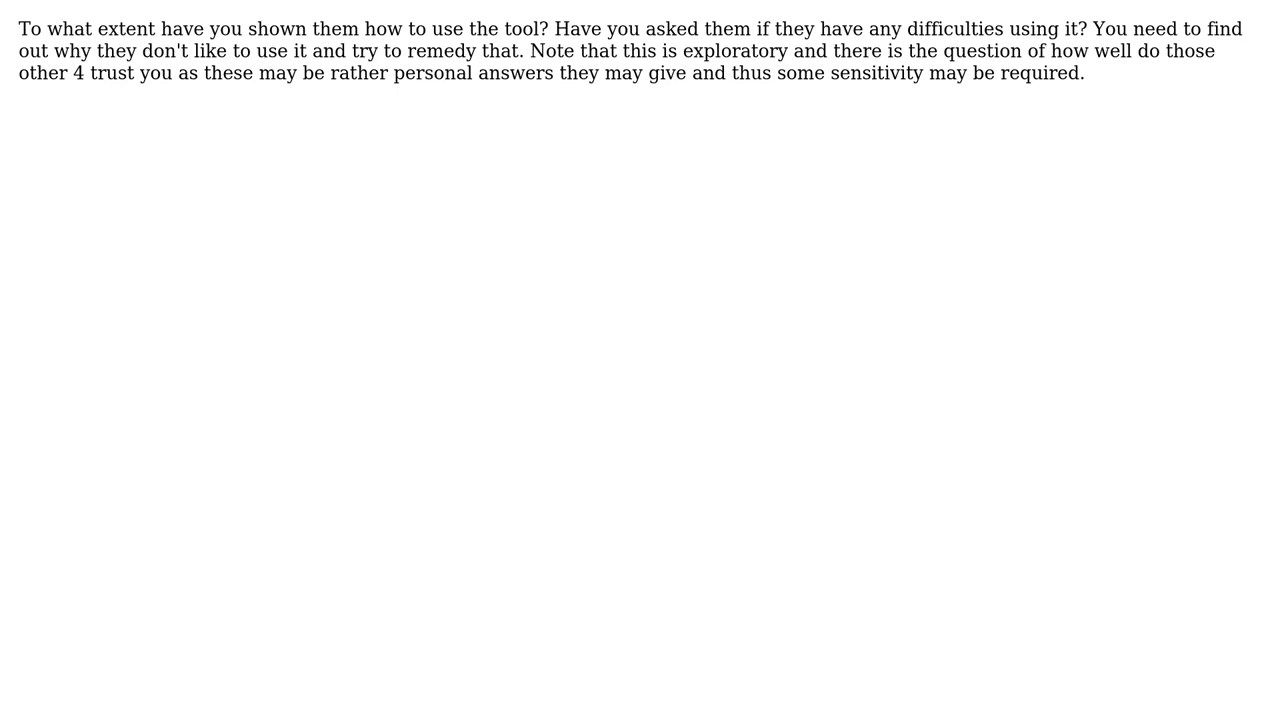 To what extent have you shown them how to use the tool? Have you asked them if they have any difficulties using it? You need to find
out why they don't like to use it and try to remedy that. Note that this is exploratory and there is the question of how well do those
other 4 trust you as these may be rather personal answers they may give and thus some sensitivity may be required.